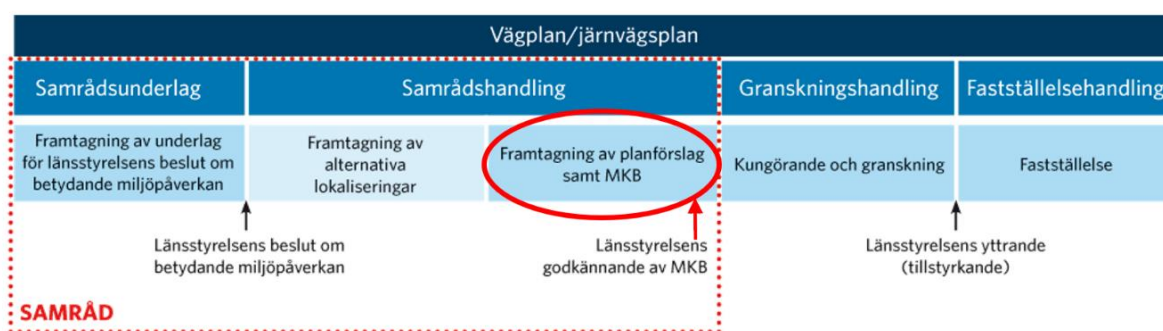 Vägplan/järnvägsplan
Samrådsunderlag
Samrådshandling
Granskningshandling
Fastställelsehandling
Framtagning av underlag
för länsstyrelsens beslut om
betydande miljöpåverkan
Framtagning av
alternativa
lokaliseringar
Framtagning av planförslag
samt MKB
Kungörande och granskning
Fastställelse
Länsstyrelsens beslut om
betydande miljöpåverkan
Länsstyrelsens
godkännande av MKB
Länsstyrelsens yttrande
(tillstyrkande)
SAMRÅD